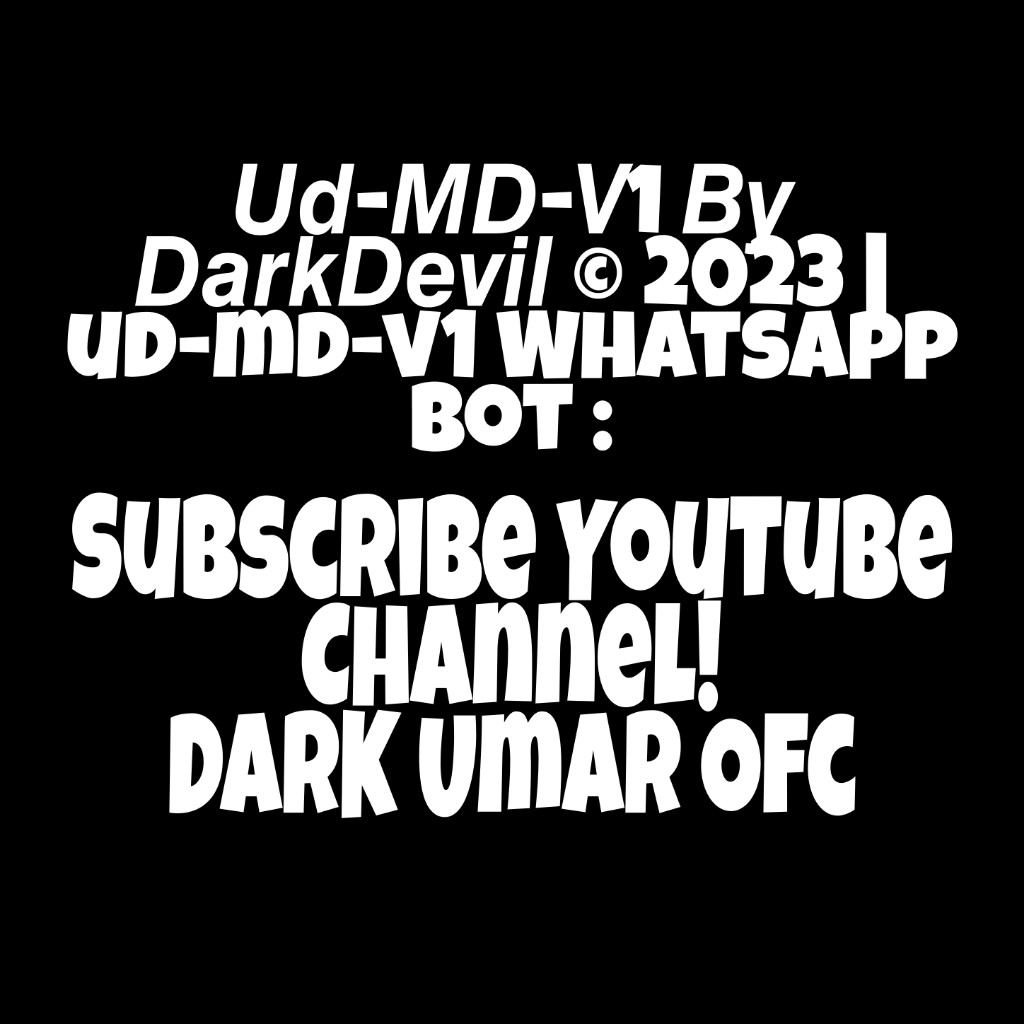 Ud-MD-V1 By
DarkDevil © 2023 |
UD-MD-V1 WHATSAPP
BOT :
SUBSCRIBE YOUTUBE
CHANNEL!
DARK UMAR OFC